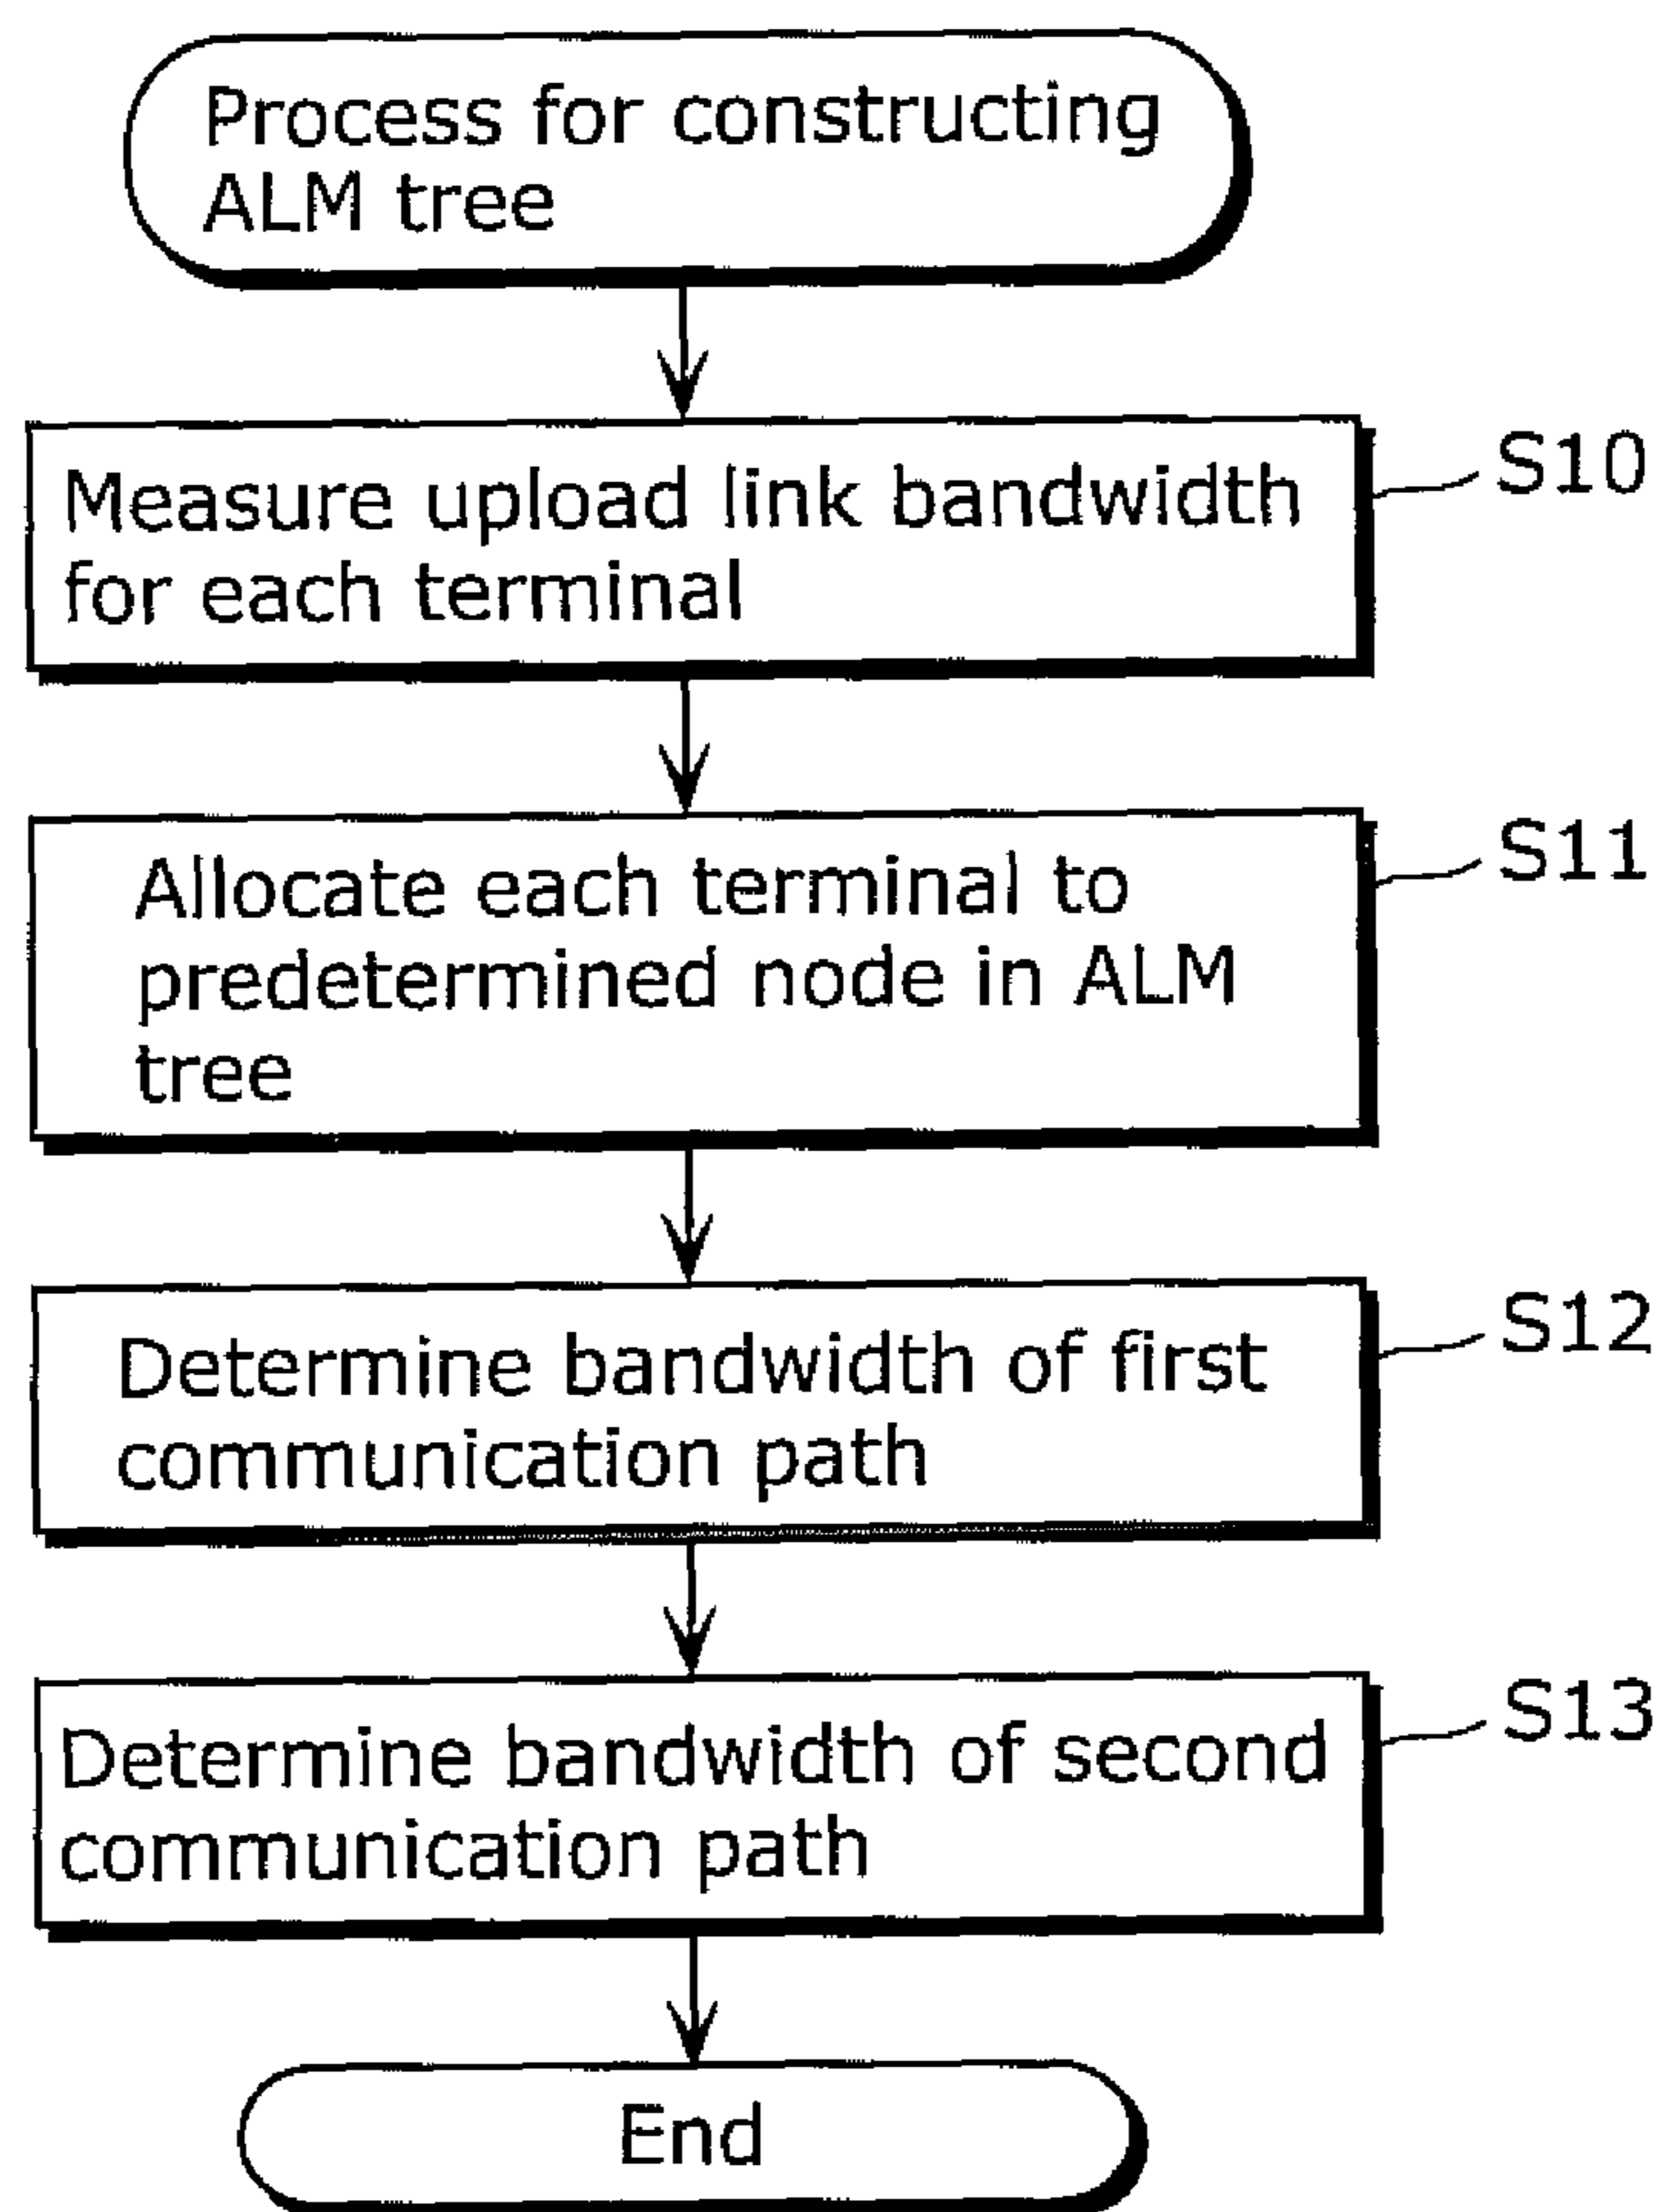 Process for constructing
ALM tree
Measure upload link bandwidth
for each terminal
S10
Allocate each terminal to
predetermined node in ALM
tree
S11
Determine bandwidth of first
communication path
S12
Determine bandwidth of second
communication path
S13
End